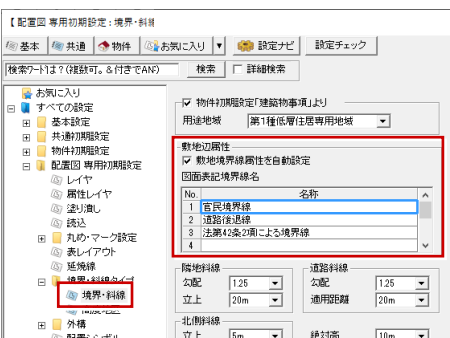 【 配置図 専用初期設定 : 境界・斜線
基本 共通 物件 お気に入り ▼ 設定ナビ 設定チェック
検索ワードは？(複数可。＆付きでAND) 検索 詳細検索
お気に入り
すべての設定
基本設定
共通初期設定
物件初期設定
配置図 専用初期設定
レイヤ
属性レイヤ
塗り潰し
読込
丸め・マーク設定
表レイアウト
延焼線
境界・斜線タイプ
境界・斜線
高度地区
外構
物件初期設定「建築物事項」より
用途地域 第1種低層住居専用地域
敷地辺属性
敷地境界線属性を自動設定
図面表記境界線名
No. 名称
1 官民境界線
2 道路後退線
3 法第42条2項による境界線
4
隣地斜線
勾配 1.25
立上 20m
道路斜線
勾配 1.25
適用距離 20m
北側斜線
立上 5m
絶対高 10m